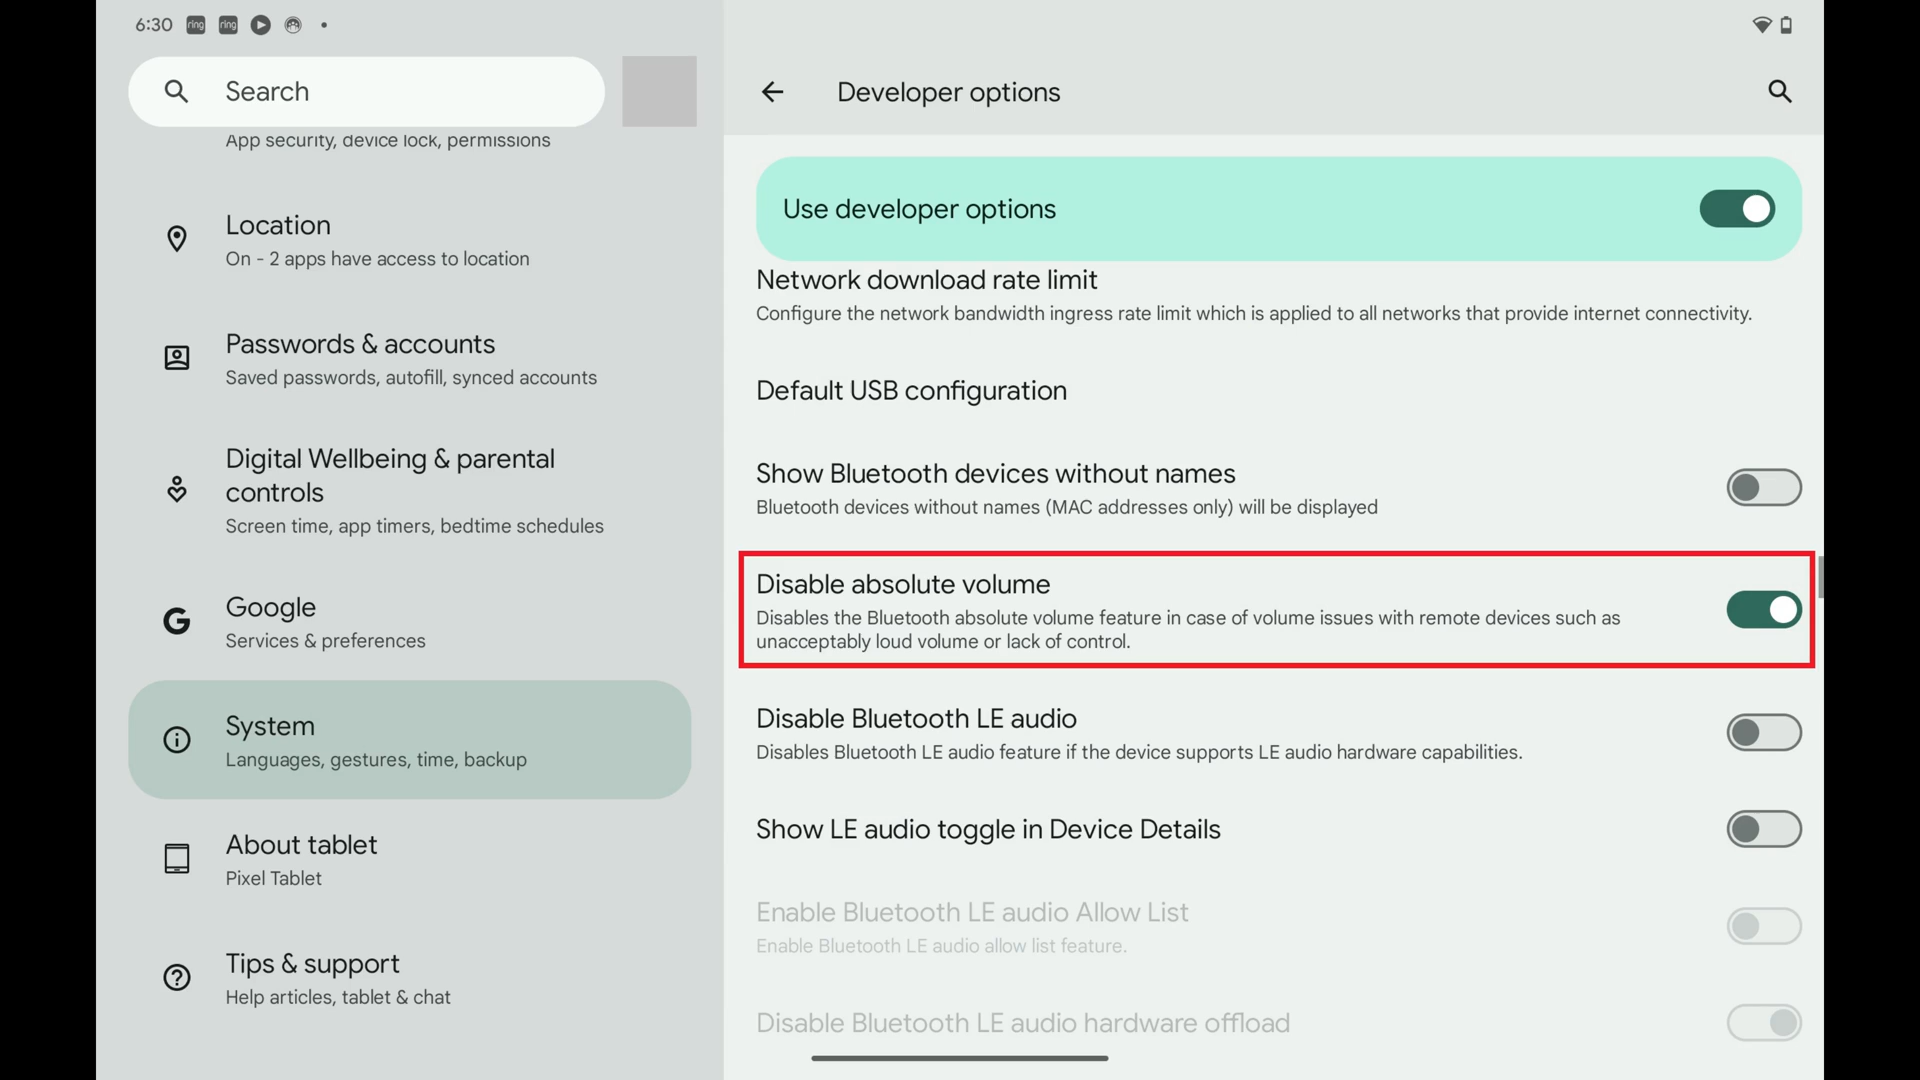 6:30
ring
ring
Search
App security, device lock, permissions
Location
On - 2 apps have access to location
Passwords & accounts
Saved passwords, autofill, synced accounts
Digital Wellbeing & parental
controls
Screen time, app timers, bedtime schedules
Google
Services & preferences
System
Languages, gestures, time, backup
About tablet
Pixel Tablet
Tips & support
Help articles, tablet & chat
Developer options
Use developer options
Network download rate limit
Configure the network bandwidth ingress rate limit which is applied to all networks that provide internet connectivity.
Default USB configuration
Show Bluetooth devices without names
Bluetooth devices without names (MAC addresses only) will be displayed
Disable absolute volume
Disables the Bluetooth absolute volume feature in case of volume issues with remote devices such as
unacceptably loud volume or lack of control.
Disable Bluetooth LE audio
Disables Bluetooth LE audio feature if the device supports LE audio hardware capabilities.
Show LE audio toggle in Device Details
Enable Bluetooth LE audio Allow List
Enable Bluetooth LE audio allow list feature.
Disable Bluetooth LE audio hardware offload